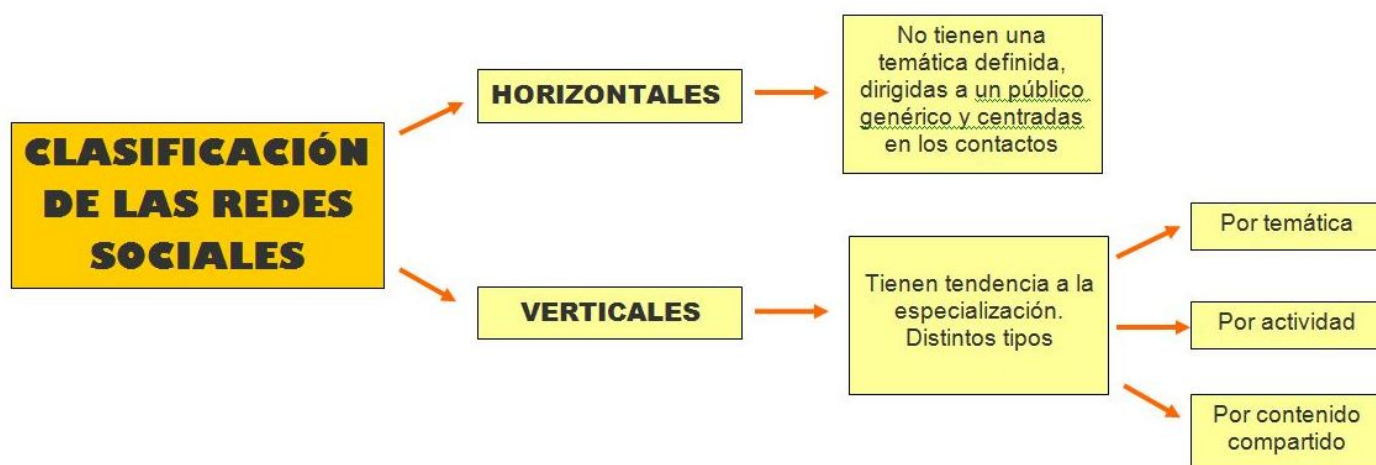 CLASIFICACIÓN
DE LAS REDES
SOCIALES
HORIZONTALES
No tienen una
temática definida,
dirigidas a un público
genérico y centradas
en los contactos
VERTICALES
Tienen tendencia a la
especialización.
Distintos tipos
Por temática
Por actividad
Por contenido
compartido